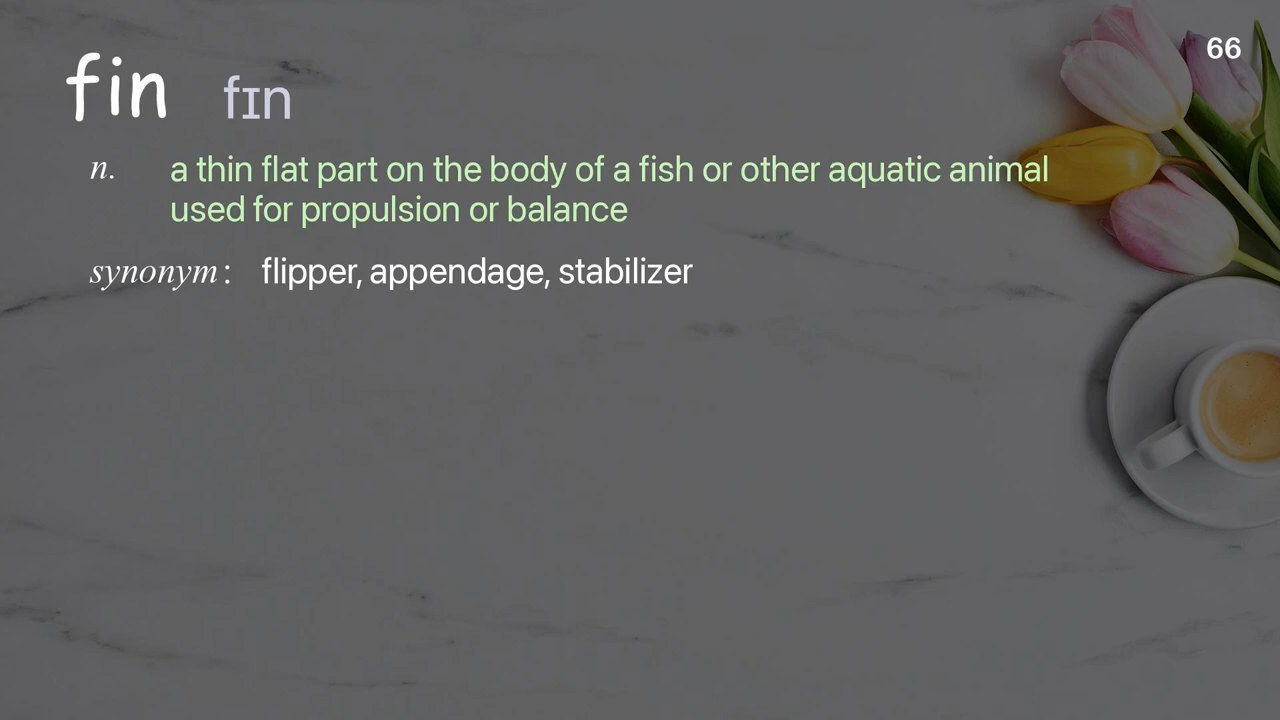 66
fin fɪn
n. a thin flat part on the body of a fish or other aquatic animal
used for propulsion or balance
synonym: flipper, appendage, stabilizer